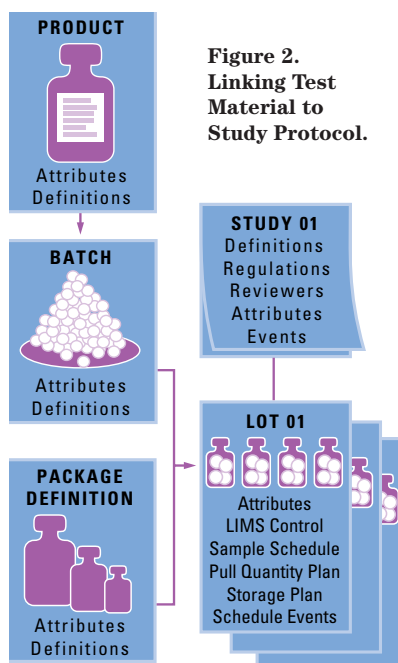 PRODUCT
Attributes
Definitions
Figure 2.
Linking Test
Material to
Study Protocol.
BATCH
Attributes
Definitions
STUDY 01
Definitions
Regulations
Reviewers
Attributes
Events
PACKAGE
DEFINITION
Attributes
Definitions
LOT 01
Attributes
LIMS Control
Sample Schedule
Pull Quantity Plan
Storage Plan
Schedule Events